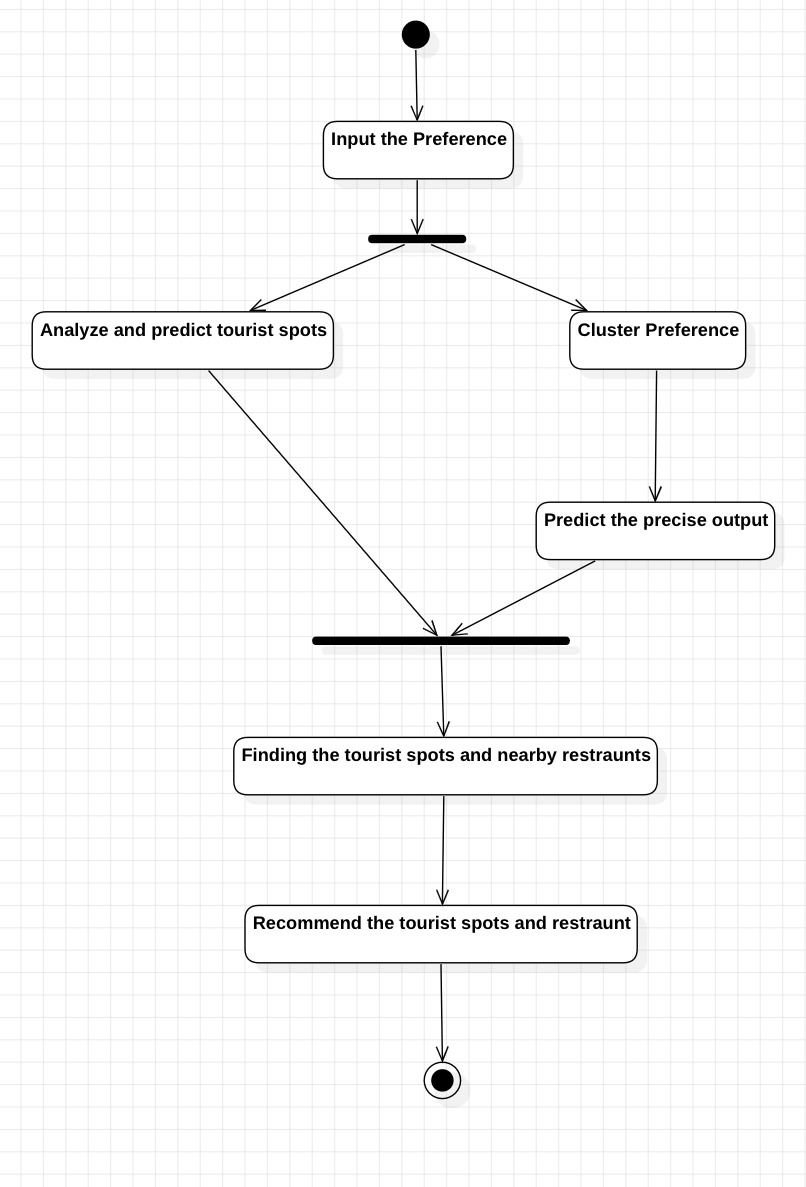 Input the Preference
Analyze and predict tourist spots
Cluster Preference
Predict the precise output
Finding the tourist spots and nearby restraunts
Recommend the tourist spots and restraunt